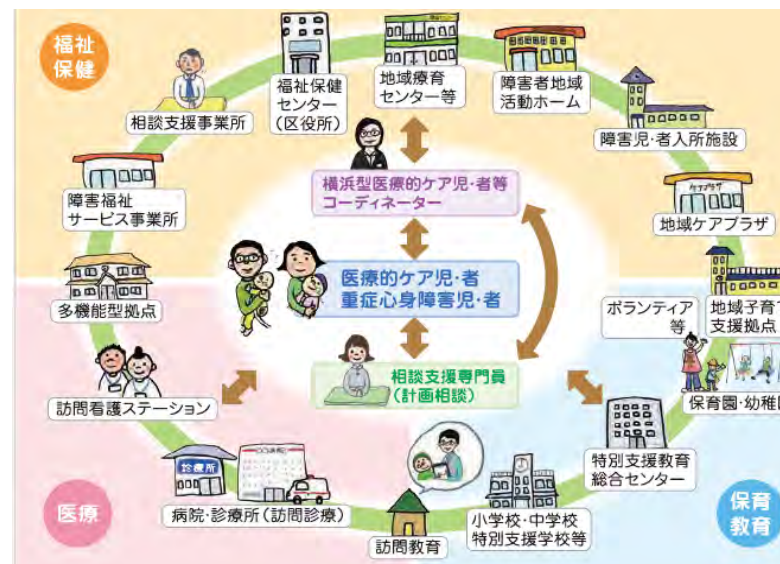 福祉
保健
相談支援事業所
福祉保健
センター
(区役所)
地域療育
センター等
障害者地域
活動ホーム
障害児・者入所施設
障害福祉
サービス事業所
横浜型医療的ケア児・者等
コーディネーター
ケアプラザ
地域ケアプラザ
多機能型拠点
医療的ケア児・者
重症心身障害児・者
ボランティア
等
地域子育て
支援拠点
訪問看護ステーション
相談支援専門員
(計画相談)
保育園・幼稚園
特別支援教育
総合センター
診療所
病院・診療所(訪問診療)
訪問教育
小学校・中学校
特別支援学校等
医療
保育
教育